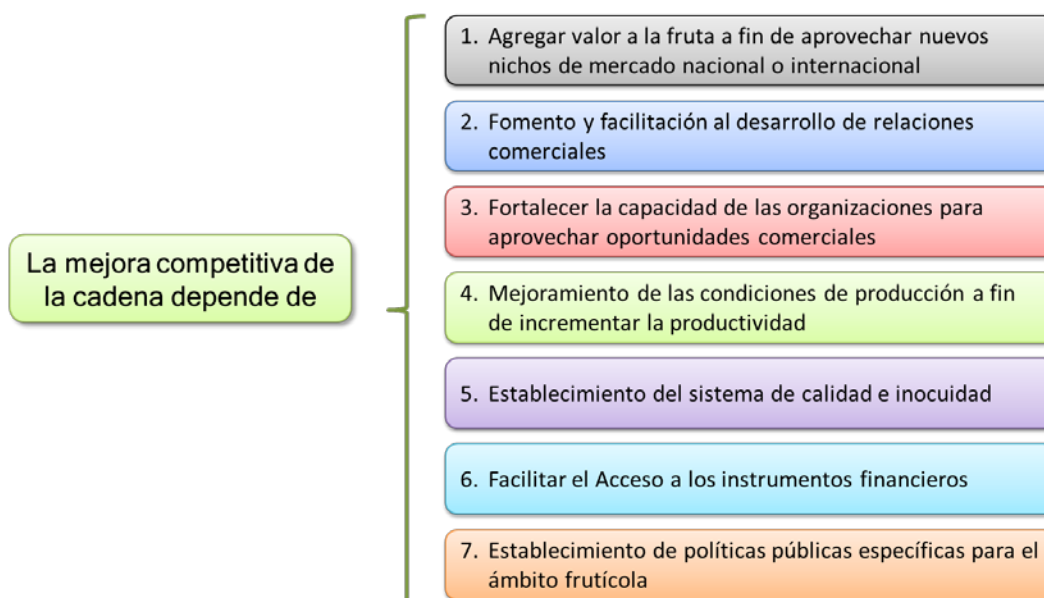 La mejora competitiva de
la cadena depende de
1. Agregar valor a la fruta a fin de aprovechar nuevos
nichos de mercado nacional o internacional
2. Fomento y facilitación al desarrollo de relaciones
comerciales
3. Fortalecer la capacidad de las organizaciones para
aprovechar oportunidades comerciales
4. Mejoramiento de las condiciones de producción a fin
de incrementar la productividad
5. Establecimiento del sistema de calidad e inocuidad
6. Facilitar el Acceso a los instrumentos financieros
7. Establecimiento de políticas públicas específicas para el
ámbito frutícola